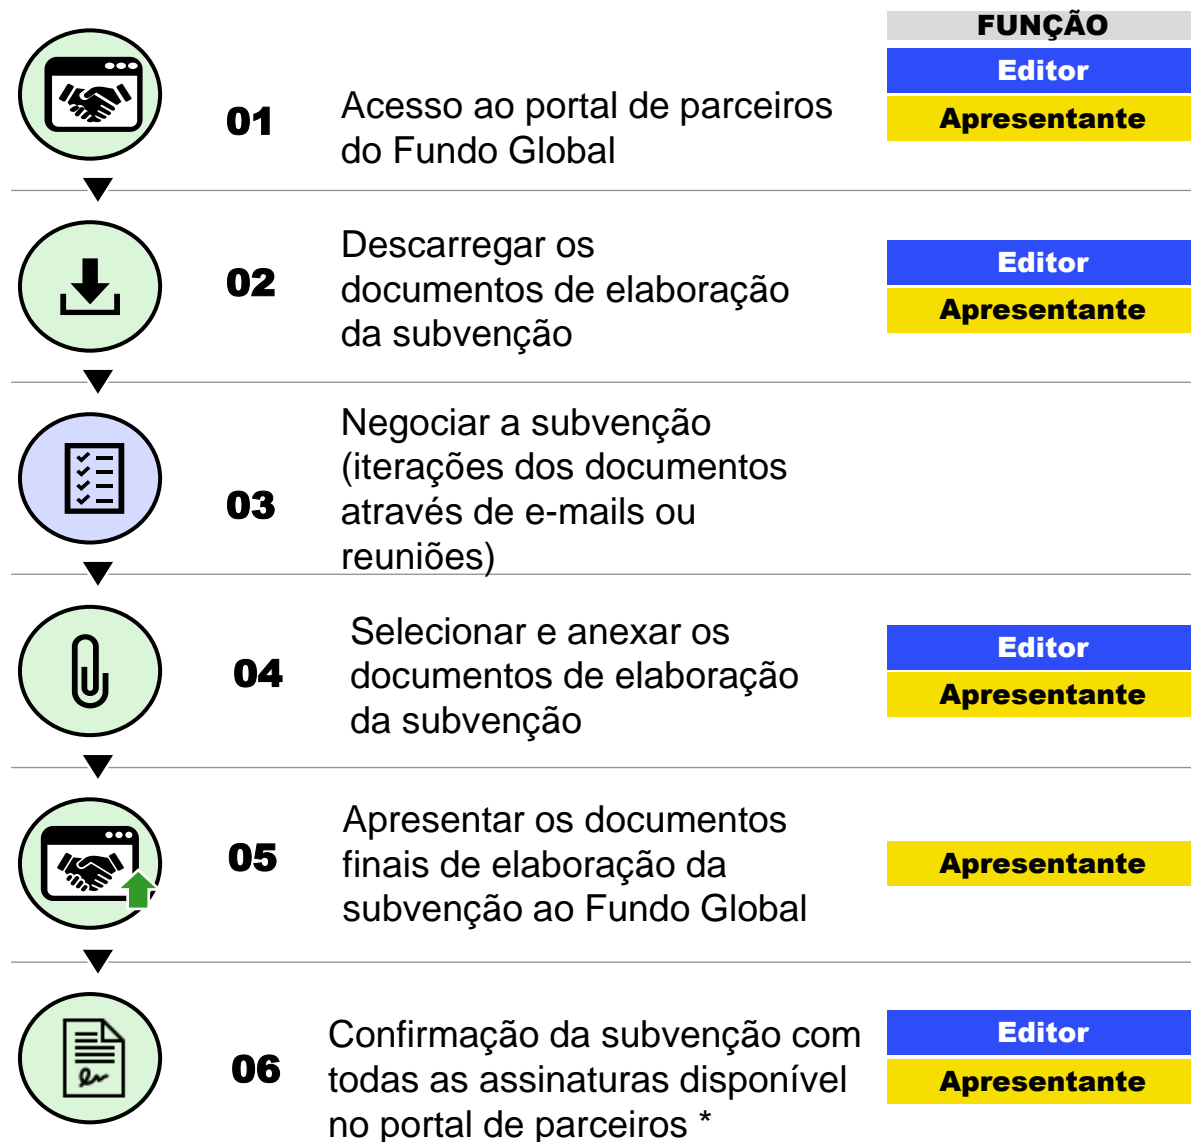 FUNÇÃO
Editor
Apresentante
01
Acesso ao portal de parceiros
do Fundo Global
02
Descarregar os
documentos de elaboração
da subvenção
Editor
Apresentante
03
Negociar a subvenção
(iterações dos documentos
através de e-mails ou
reuniões)
04
Selecionar e anexar os
documentos de elaboração
da subvenção
Editor
Apresentante
05
Apresentar os documentos
finais de elaboração da
subvenção ao Fundo Global
Apresentante
06
Confirmação da subvenção com
todas as assinaturas disponível
no portal de parceiros *
Editor
Apresentante